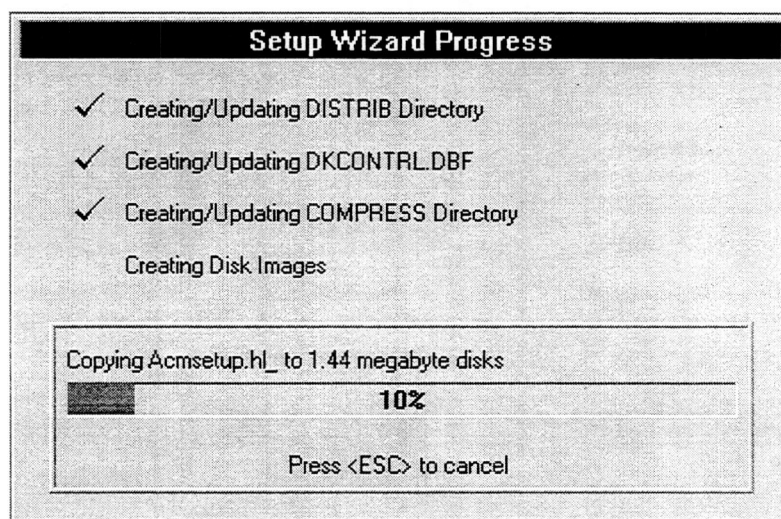 Setup Wizard Progress
✓ Creating/Updating DISTRIB Directory
✓ Creating/Updating DKCONTRL.DBF
✓ Creating/Updating COMPRESS Directory
Creating Disk Images
Copying Acmsetup.hl_ to 1.44 megabyte disks
10%
Press <ESC> to cancel